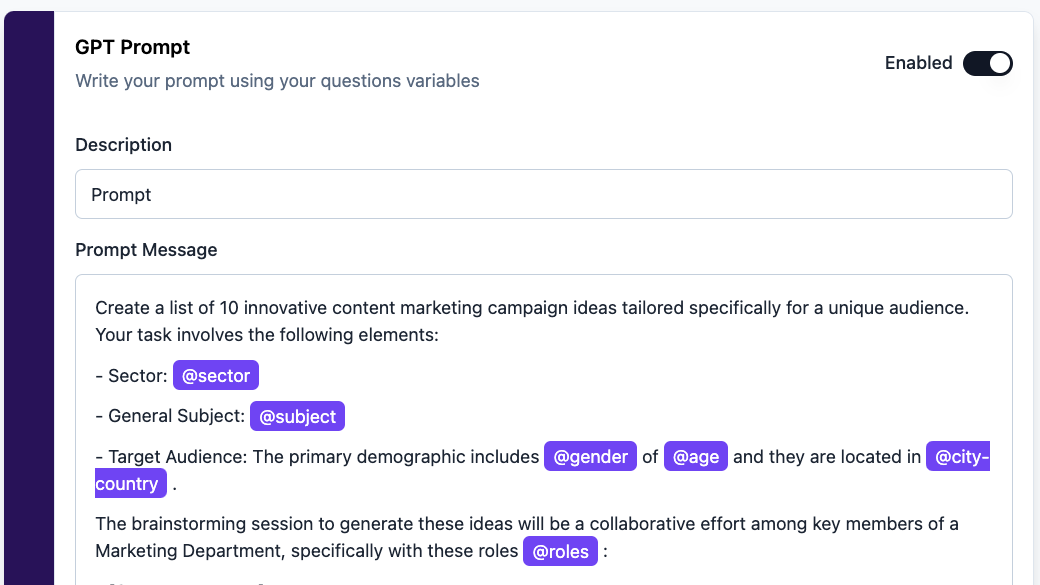 GPT Prompt
Write your prompt using your questions variables
Enabled
Description
Prompt
Prompt Message
Create a list of 10 innovative content marketing campaign ideas tailored specifically for a unique audience.
Your task involves the following elements:
- Sector: @sector
- General Subject: @subject
- Target Audience: The primary demographic includes @gender of @age and they are located in @city-
country .
The brainstorming session to generate these ideas will be a collaborative effort among key members of a
Marketing Department, specifically with these roles @roles :